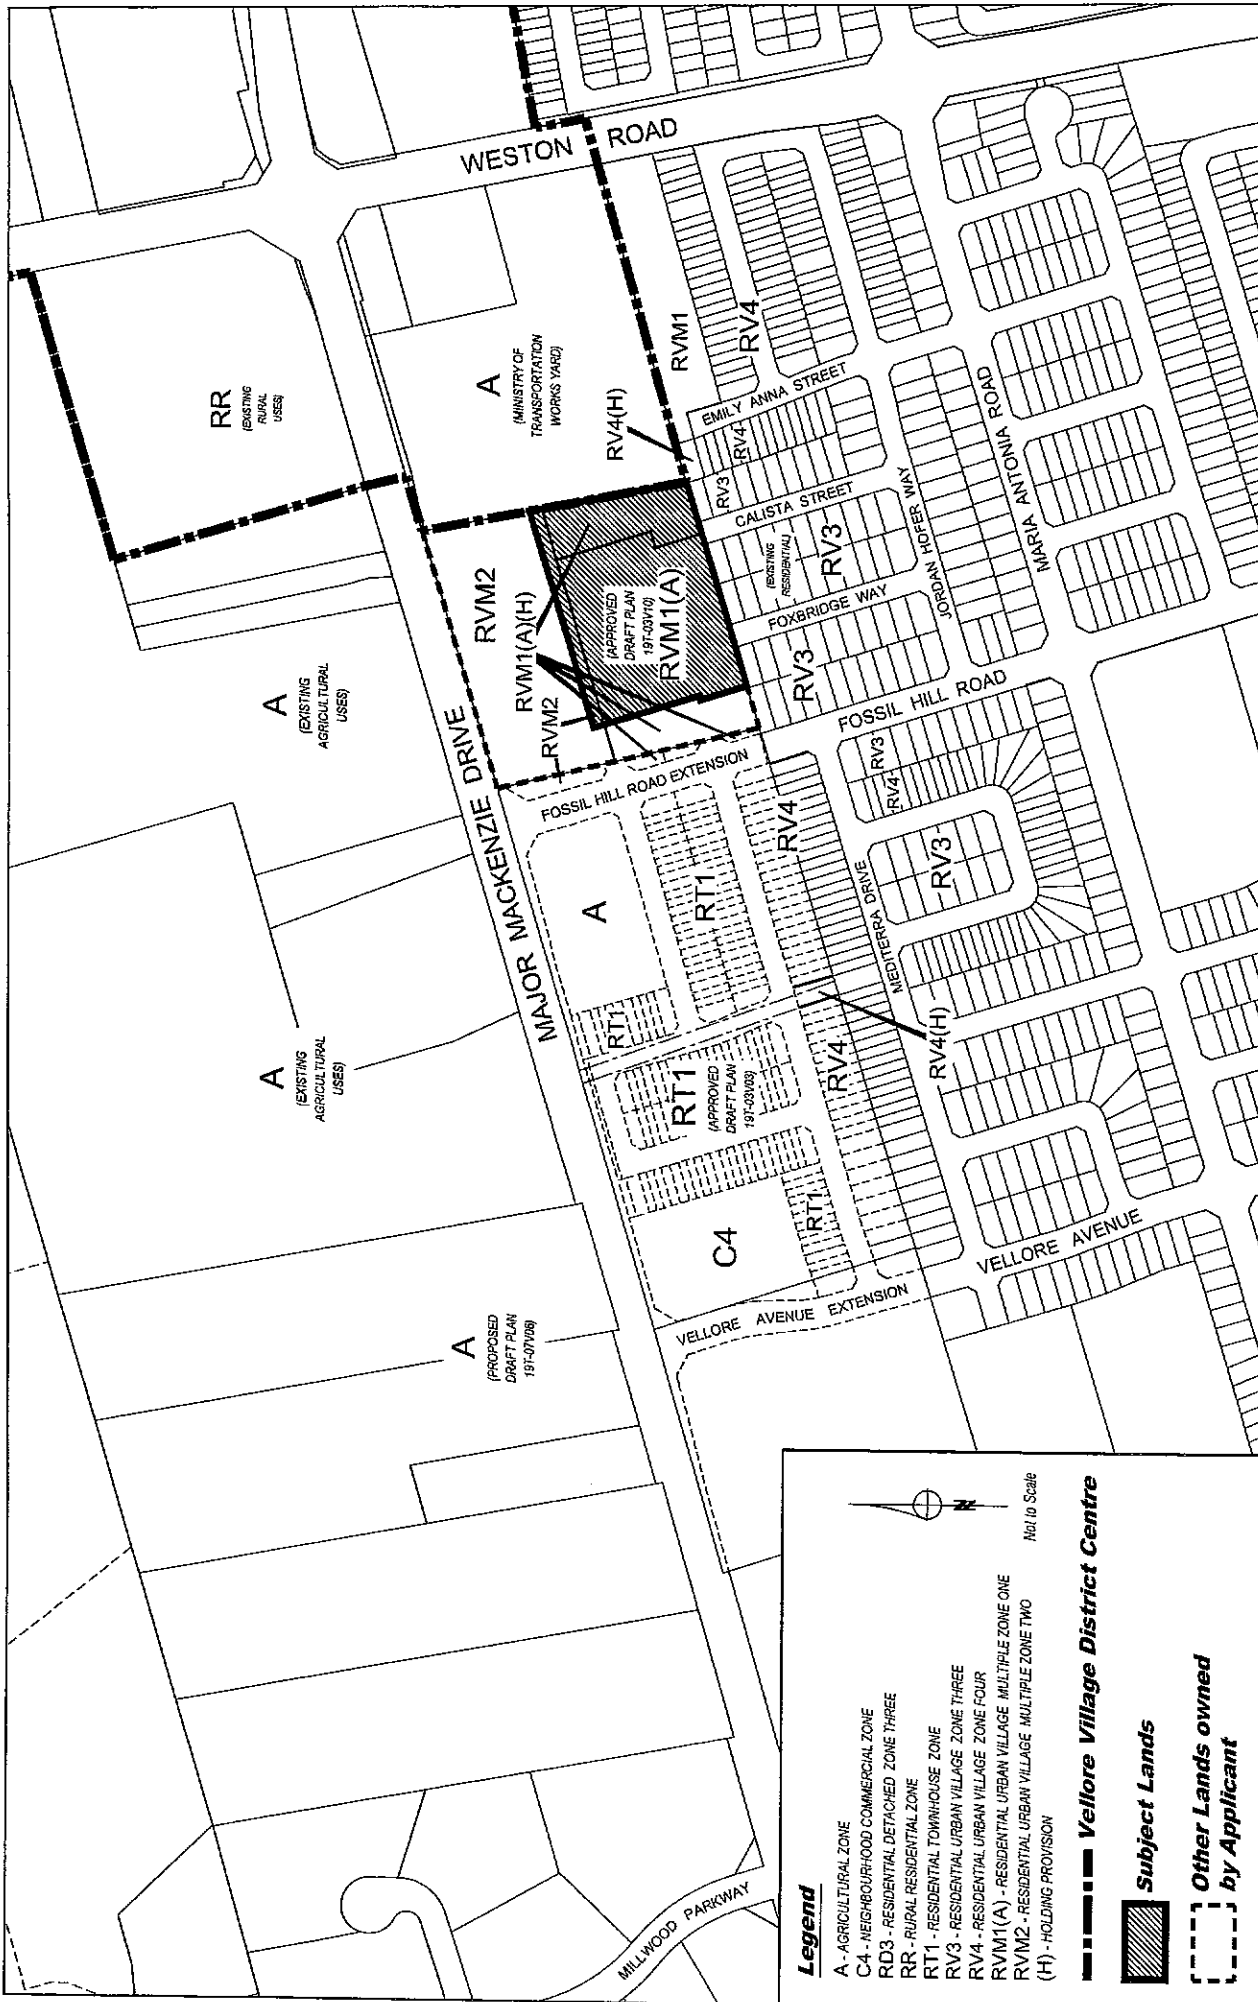 WESTON ROAD
RR
(EXISTING
RURAL
USES)
A
(MINISTRY OF
TRANSPORTATION
WORKS YARD)
RV4(H)
RVM1
RV4
EMILY ANNA STREET
RV4
RV3
CALISTA STREET
(EXISTING
RESIDENTIAL)
RV3
FOXBRIDGE WAY
JORDAN HOFER WAY
MARIA ANTONIA ROAD
RV3
FOSSIL HILL ROAD
RVM2
RVM1(A)(H)
RVM2
(APPROVED
DRAFT PLAN
19T-03V10)
RVM1(A)
A
(EXISTING
AGRICULTURAL
USES)
MAJOR MACKENZIE DRIVE
FOSSIL HILL ROAD EXTENSION
A
RT1
RV4
RV3
RV4
RV3
MEDITERRA DRIVE
RT1
RT1
(APPROVED
DRAFT PLAN
19T-03V03)
RV4
RV4(H)
A
(EXISTING
AGRICULTURAL
USES)
C4
RT1
VELLORE AVENUE
VELLORE AVENUE EXTENSION
A
(PROPOSED
DRAFT PLAN
19T-07V06)
MILLWOOD PARKWAY
Legend
A - AGRICULTURAL ZONE
C4 - NEIGHBOURHOOD COMMERCIAL ZONE
RD3 - RESIDENTIAL DETACHED ZONE THREE
RR - RURAL RESIDENTIAL ZONE
RT1 - RESIDENTIAL TOWNHOUSE ZONE
RV3 - RESIDENTIAL URBAN VILLAGE ZONE THREE
RV4 - RESIDENTIAL URBAN VILLAGE ZONE FOUR
RVM1(A) - RESIDENTIAL URBAN VILLAGE MULTIPLE ZONE ONE
RVM2 - RESIDENTIAL URBAN VILLAGE MULTIPLE ZONE TWO
(H) - HOLDING PROVISION
N
Not to Scale
Vellore Village District Centre
Subject Lands
Other Lands owned
by Applicant